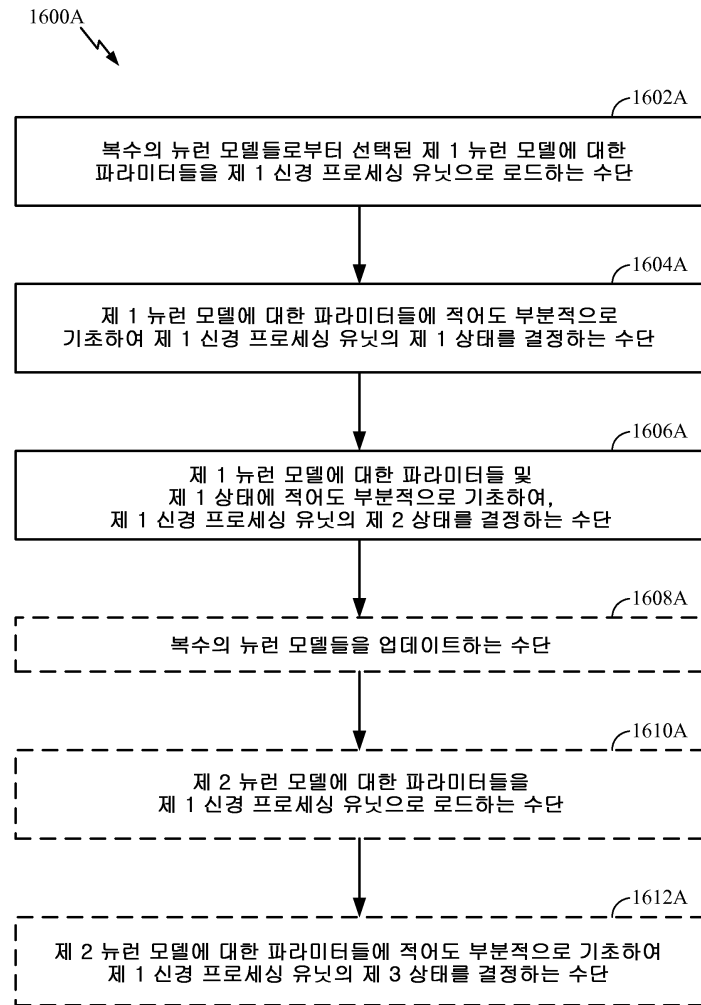 1600A
1602A
복수의 뉴런 모델들로부터 선택된 제 1 뉴런 모델에 대한
파라미터들을 제 1 신경 프로세싱 유닛으로 로드하는 수단
1604A
제 1 뉴런 모델에 대한 파라미터들에 적어도 부분적으로
기초하여 제 1 신경 프로세싱 유닛의 제 1 상태를 결정하는 수단
1606A
제 1 뉴런 모델에 대한 파라미터들 및
제 1 상태에 적어도 부분적으로 기초하여,
제 1 신경 프로세싱 유닛의 제 2 상태를 결정하는 수단
1608A
복수의 뉴런 모델들을 업데이트하는 수단
1610A
제 2 뉴런 모델에 대한 파라미터들을
제 1 신경 프로세싱 유닛으로 로드하는 수단
1612A
제 2 뉴런 모델에 대한 파라미터들에 적어도 부분적으로 기초하여
제 1 신경 프로세싱 유닛의 제 3 상태를 결정하는 수단